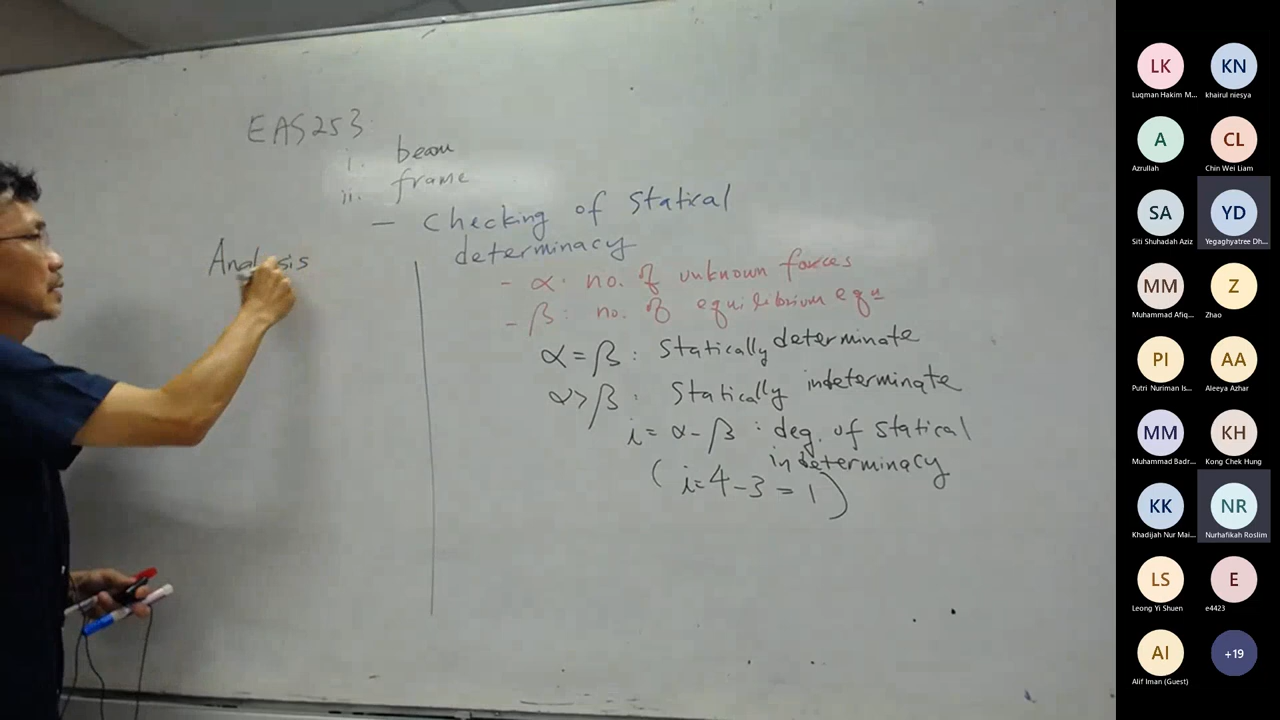 EAS253
i. beam
ii. frame
- Checking of Statical
determinacy
Analysis
- α: no. of unknown forces
- β: no. of equilibrium eqn
α = β : Statically determinate
α > β : Statically indeterminate
i = α - β : deg. of Statical
indeterminacy
( i = 4 - 3 = 1 )
LK
KN
Luqman Hakim M...
khairul niesya
A
CL
Azrullah
Chin Wei Liam
SA
YD
Siti Shuhadah Aziz
Yegaghyatree Dh...
MM
Z
Muhammad Afiq...
Zhao
PI
AA
Putri Nuriman Is...
Aleeya Azhar
MM
KH
Muhammad Badr...
Kong Chek Hung
KK
NR
Khadijah Nur Mai...
Nurhafikah Roslim
LS
E
Leong Yi Shuen
e4423
AI
+19
Alif Iman (Guest)